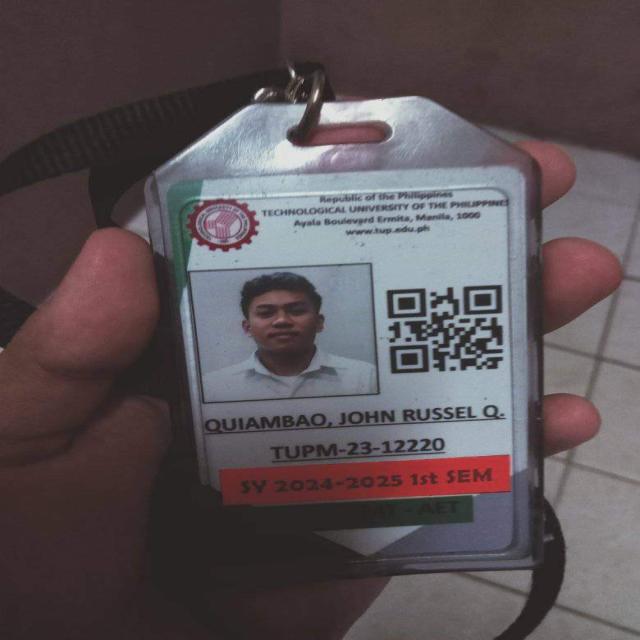 Republic of the Philippines
TECHNOLOGICAL UNIVERSITY OF THE PHILIPPINES
Ayala Boulevard Ermita, Manila, 1000
www.tup.edu.ph
QUIAMBAO, JOHN RUSSEL Q.
TUPM-23-12220
SY 2024-2025 1st SEM
- AET